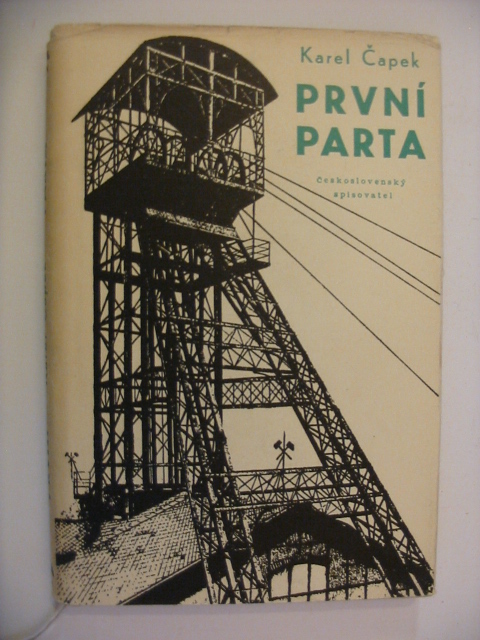 Karel Čapek
PRVNÍ
PARTA
Československý
spisovatel